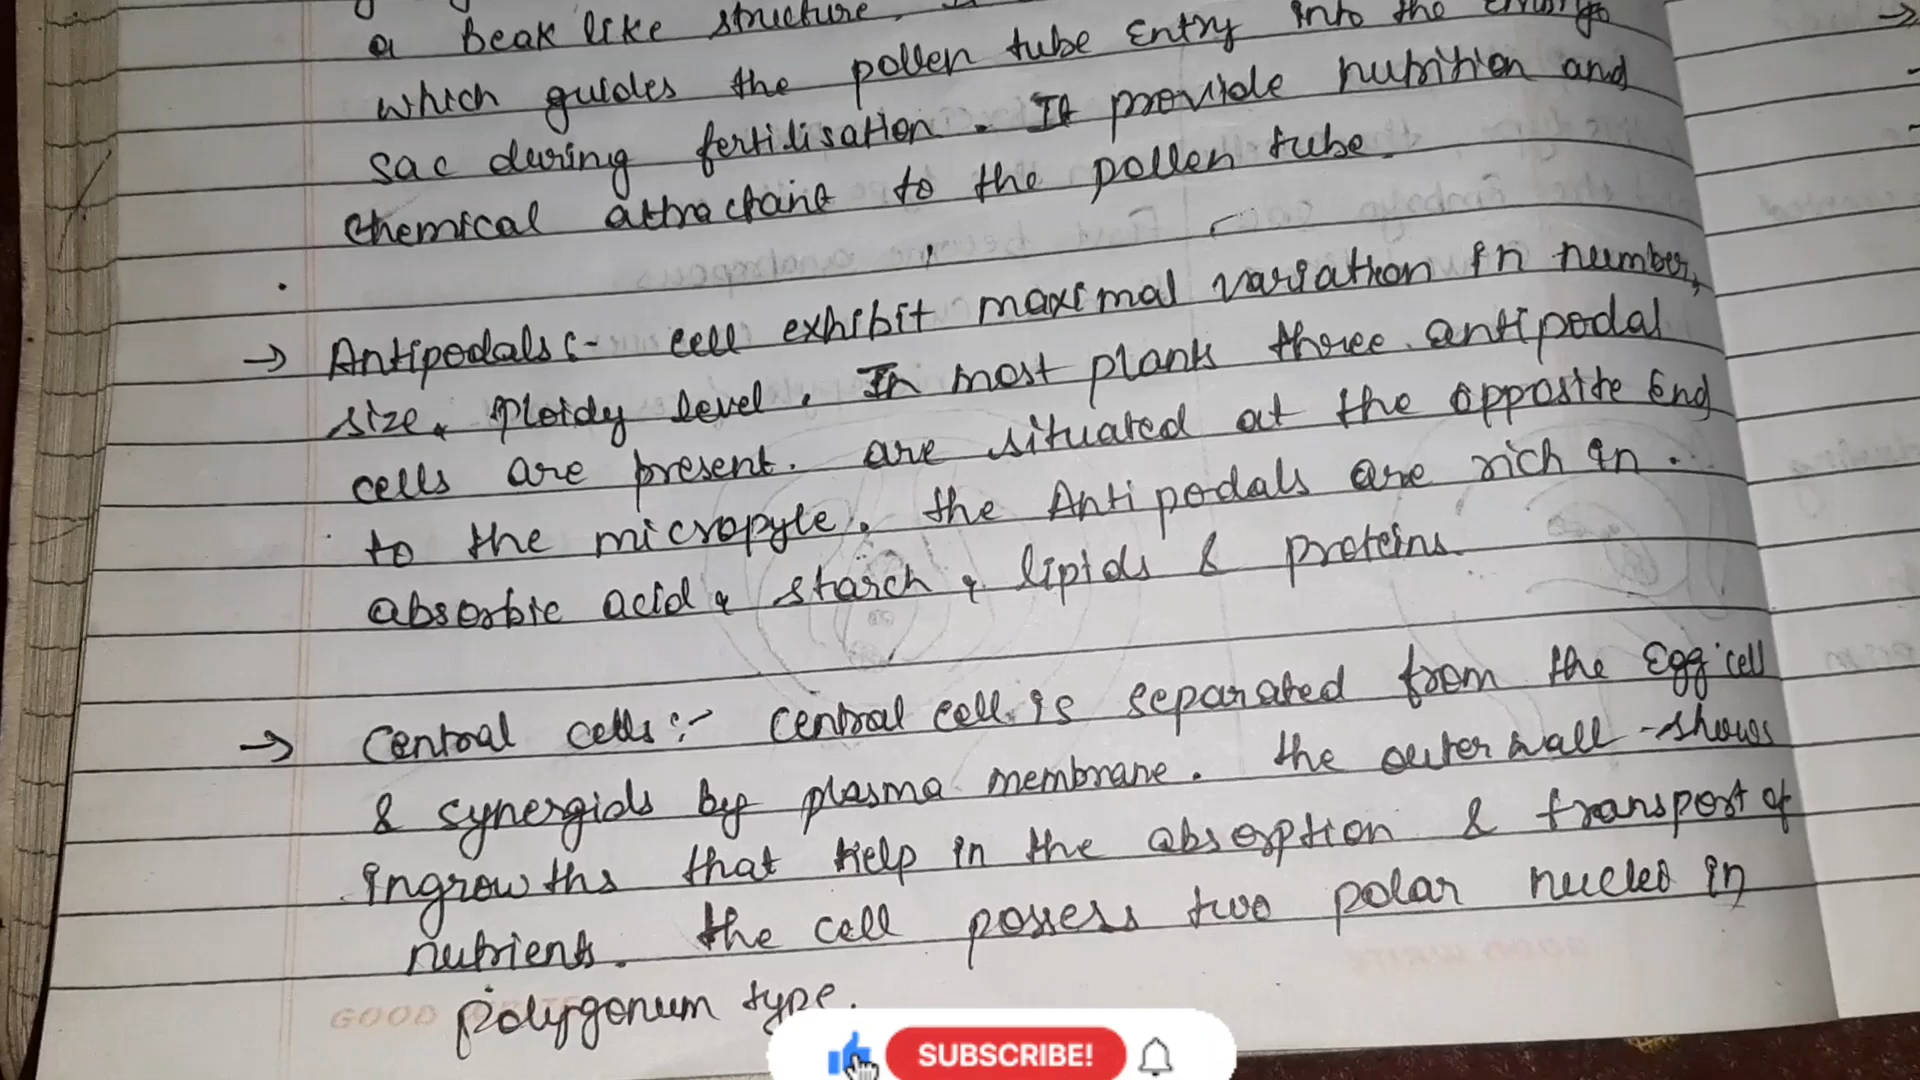 a beak like structure.
which guides the pollen tube Entry into the embryo
sac during fertilisation. It provide nutrition and
chemical attractant to the pollen tube.
→ Antipodals :- cell exhibit maximal variation in number,
size, ploidy level. In most plants three antipodal
cells are present. are situated at the opposite End
to the micropyle. the Antipodals are rich in
absorbic acid, starch, lipids & proteins.
→ Central cells :- Central cell is separated from the Egg cell
& synergids by plasma membrane. the outer wall shows
ingrowths that help in the absorption & transport of
nutrients. the cell possess two polar nuclei in
polygonum type.
GOOD
SUBSCRIBE!